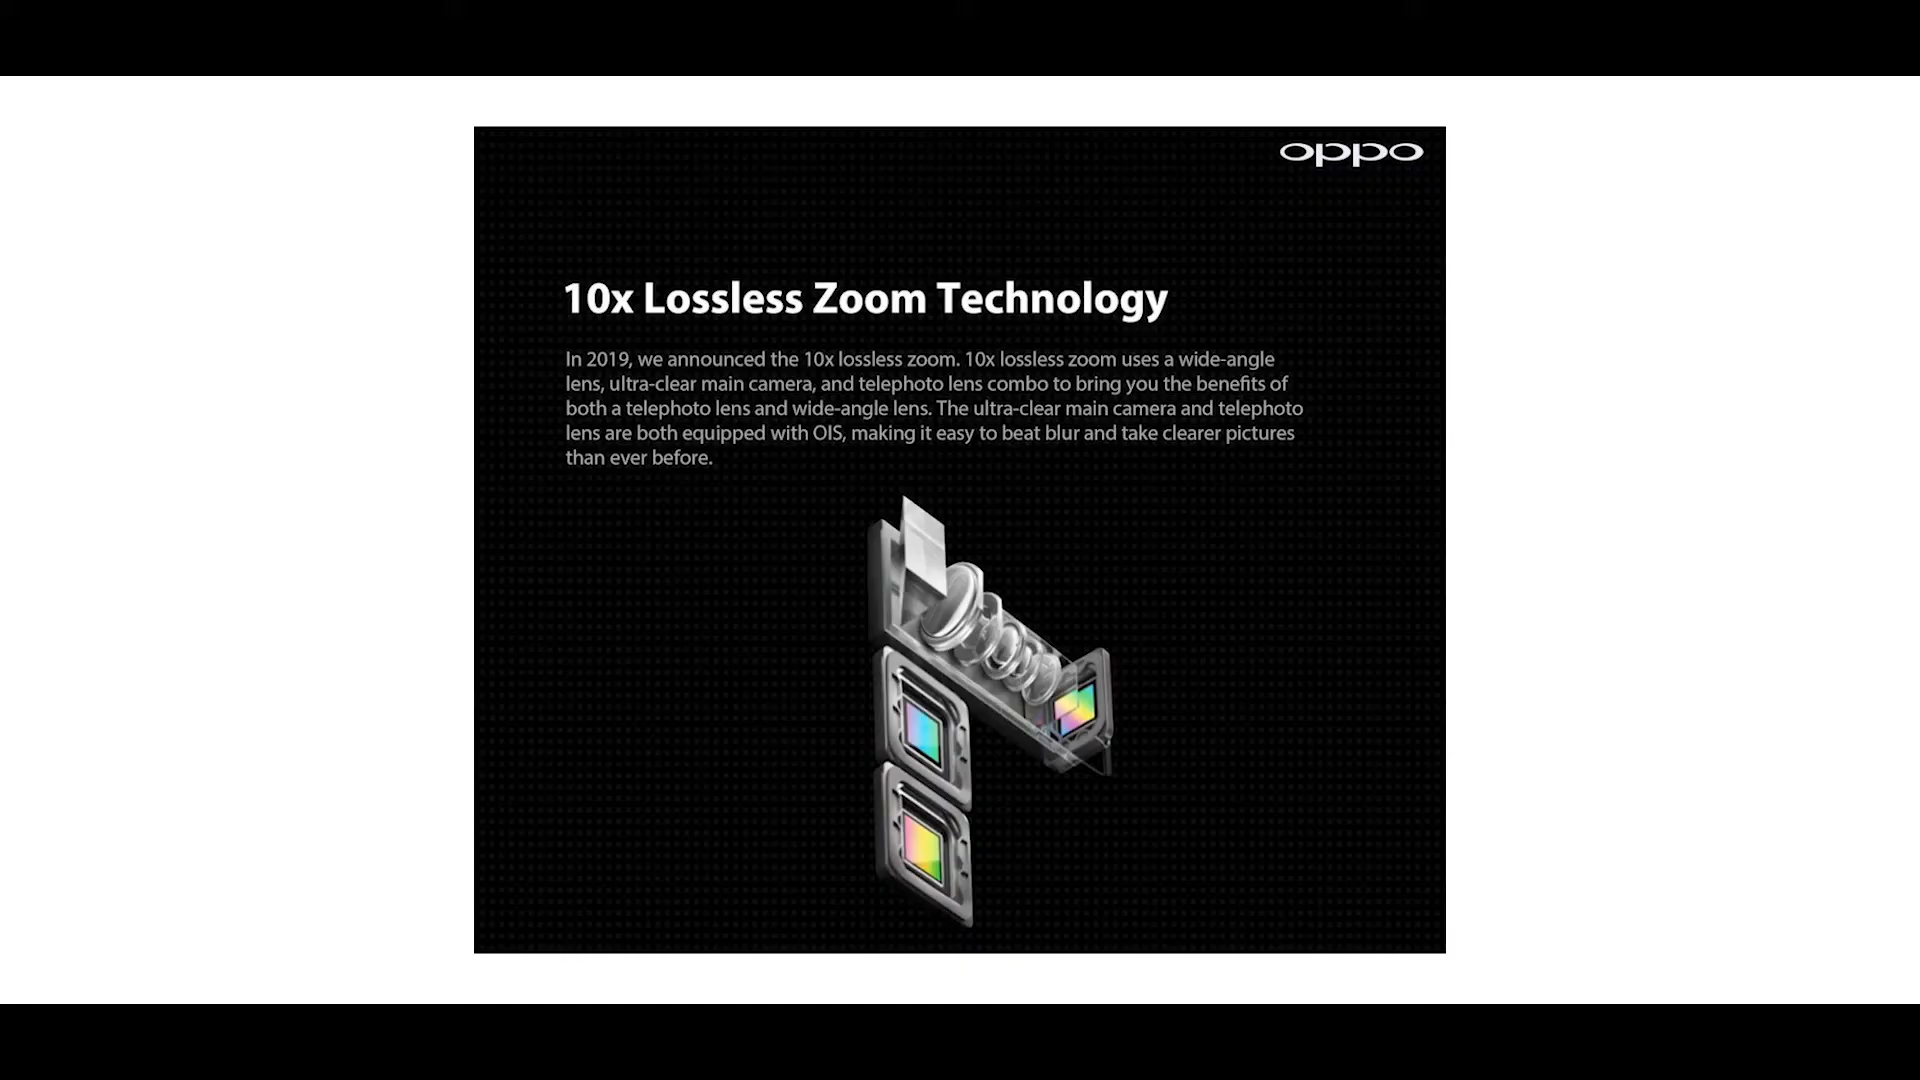 oppo
10x Lossless Zoom Technology
In 2019, we announced the 10x lossless zoom. 10x lossless zoom uses a wide-angle
lens, ultra-clear main camera, and telephoto lens combo to bring you the benefits of
both a telephoto lens and wide-angle lens. The ultra-clear main camera and telephoto
lens are both equipped with OIS, making it easy to beat blur and take clearer pictures
than ever before.